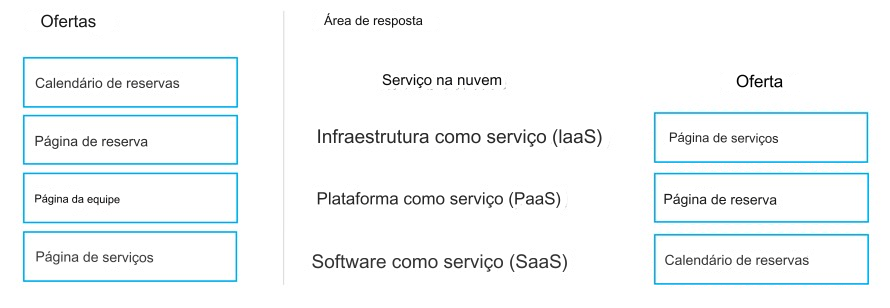 Ofertas
Calendário de reservas
Página de reserva
Página da equipe
Página de serviços
Área de resposta
Serviço na nuvem
Oferta
Infraestrutura como serviço (IaaS)
Página de serviços
Plataforma como serviço (PaaS)
Página de reserva
Software como serviço (SaaS)
Calendário de reservas